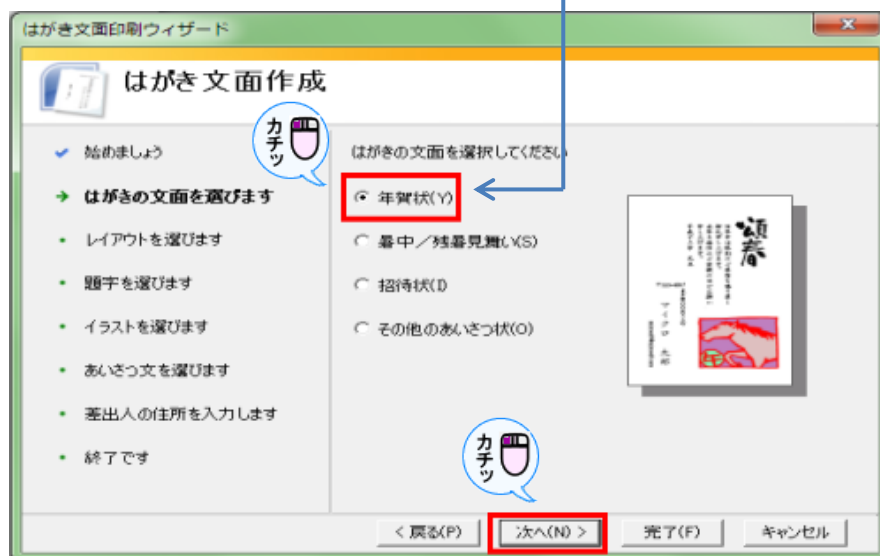 はがき文面印刷ウィザード
はがき文面作成
カチッ
始めましょう
はがきの文面を選びます
レイアウトを選びます
題字を選びます
イラストを選びます
あいさつ文を選びます
差出人の住所を入力します
終了です
はがきの文面を選択してください
年賀状(Y)
暑中／残暑見舞い(S)
招待状(I)
その他のあいさつ状(O)
頌春
カチッ
< 戻る(P)
次へ(N) >
完了(F)
キャンセル